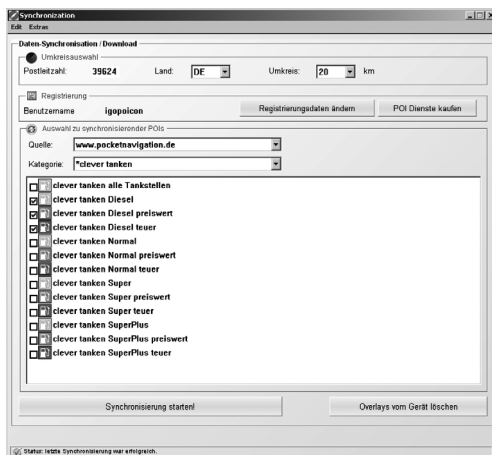 Synchronization
Edit Extras
Daten-Synchronisation / Download
Umkreisauswahl
Postleitzahl: 39624 Land: DE Umkreis: 20 km
Registrierung
Benutzername igopoicon Registrierungsdaten ändern POI Dienste kaufen
Auswahl zu synchronisierender POIs
Quelle: www.pocketnavigation.de
Kategorie: *clever tanken
clever tanken alle Tankstellen
clever tanken Diesel
clever tanken Diesel preiswert
clever tanken Diesel teuer
clever tanken Normal
clever tanken Normal preiswert
clever tanken Normal teuer
clever tanken Super
clever tanken Super preiswert
clever tanken Super teuer
clever tanken SuperPlus
clever tanken SuperPlus preiswert
clever tanken SuperPlus teuer
Synchronisierung starten! Overlays vom Gerät löschen
Status: letzte Synchronisierung war erfolgreich.